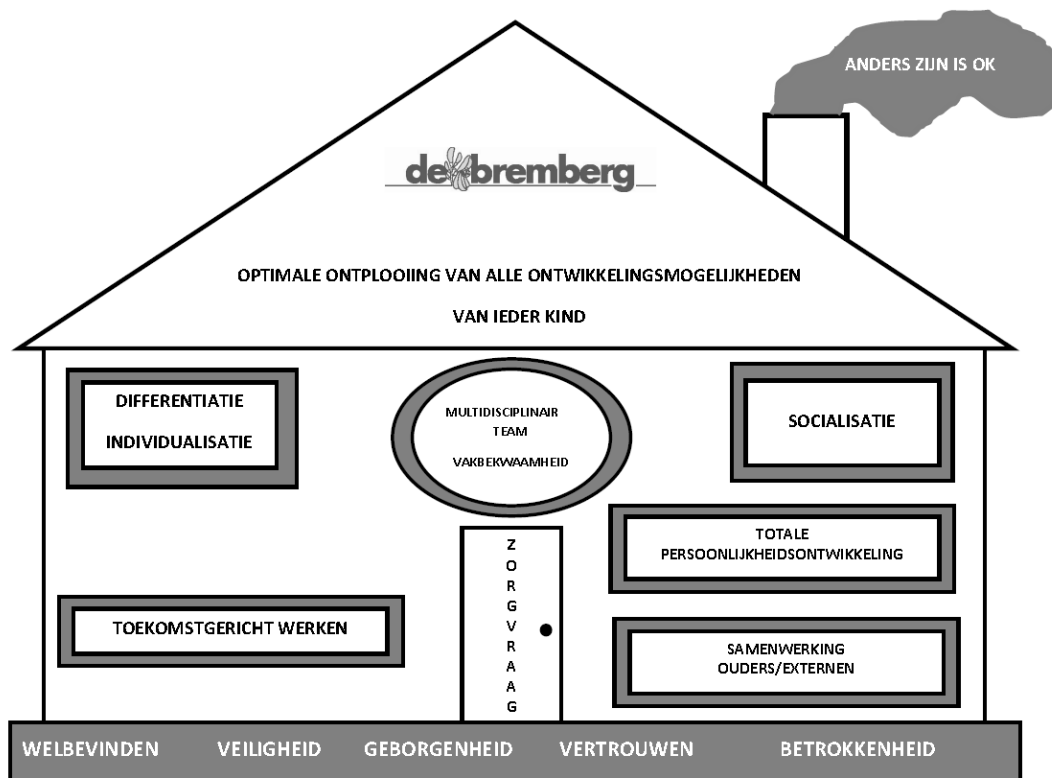 ANDERS ZIJN IS OK
de bremberg
OPTIMALE ONTPLOOIING VAN ALLE ONTWIKKELINGSMOGELIJKHEDEN
VAN IEDER KIND
DIFFERENTIATIE
INDIVIDUALISATIE
MULTIDISCIPLINAIR
TEAM
VAKBEKWAAMHEID
SOCIALISATIE
TOTALE
PERSOONLIJKHEIDSONTWIKKELING
TOEKOMSTGERICHT WERKEN
ZORGVRAAG
SAMENWERKING
OUDERS/EXTERNEN
WELBEVINDEN VEILIGHEID GEBORGENHEID VERTROUWEN BETROKKENHEID